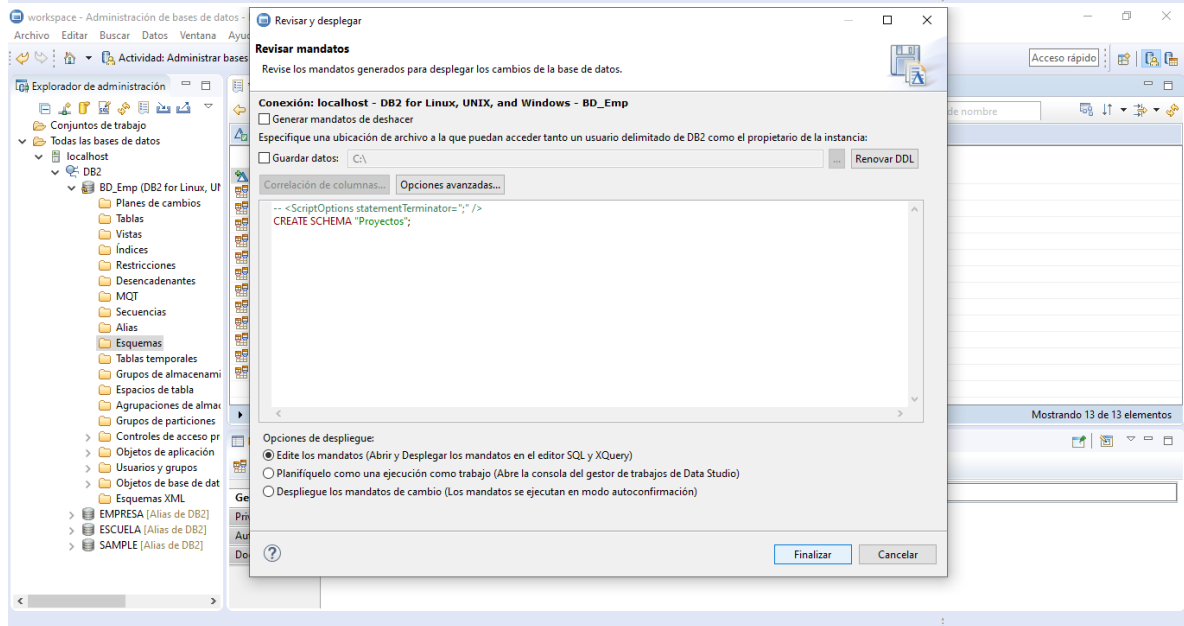 workspace - Administración de bases de datos -
Archivo Editar Buscar Datos Ventana Ayuc
Actividad: Administrar bases
Acceso rápido
Explorador de administración
Conjuntos de trabajo
Todas las bases de datos
localhost
DB2
BD_Emp (DB2 for Linux, UN
Planes de cambios
Tablas
Vistas
Índices
Restricciones
Desencadenantes
MQT
Secuencias
Alias
Esquemas
Tablas temporales
Grupos de almacenami
Espacios de tabla
Agrupaciones de almac
Grupos de particiones
Controles de acceso pr
Objetos de aplicación
Usuarios y grupos
Objetos de base de dat
Esquemas XML
EMPRESA [Alias de DB2]
ESCUELA [Alias de DB2]
SAMPLE [Alias de DB2]
Revisar y desplegar
Revisar mandatos
Revise los mandatos generados para desplegar los cambios de la base de datos.
Conexión: localhost - DB2 for Linux, UNIX, and Windows - BD_Emp
Generar mandatos de deshacer
Especifique una ubicación de archivo a la que puedan acceder tanto un usuario delimitado de DB2 como el propietario de la instancia:
Guardar datos: C:\ ... Renovar DDL
Correlación de columnas... Opciones avanzadas...
-- <ScriptOptions statementTerminator=";" />
CREATE SCHEMA "Proyectos";
Opciones de despliegue:
Edite los mandatos (Abrir y Desplegar los mandatos en el editor SQL y XQuery)
Planifíquelo como una ejecución como trabajo (Abre la consola del gestor de trabajos de Data Studio)
Despliegue los mandatos de cambio (Los mandatos se ejecutan en modo autoconfirmación)
Finalizar Cancelar
de nombre
Mostrando 13 de 13 elementos
Ge
Priv
Au
Do